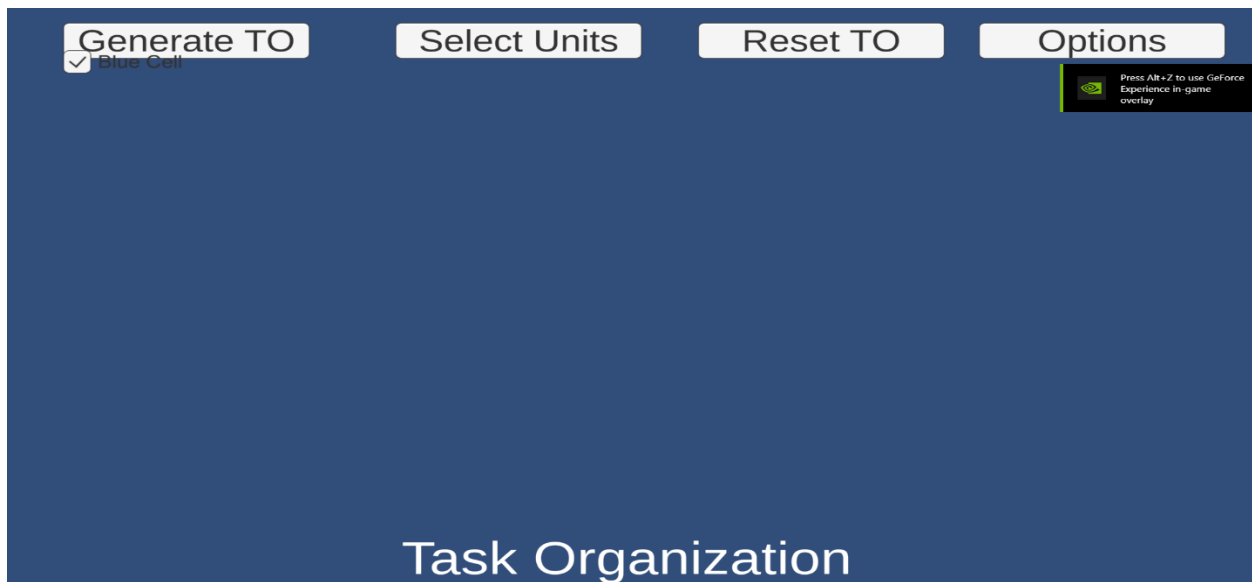 Generate TO
Select Units
Reset TO
Options
Blue Cell
Press Alt+Z to use GeForce
Experience in-game
overlay
Task Organization